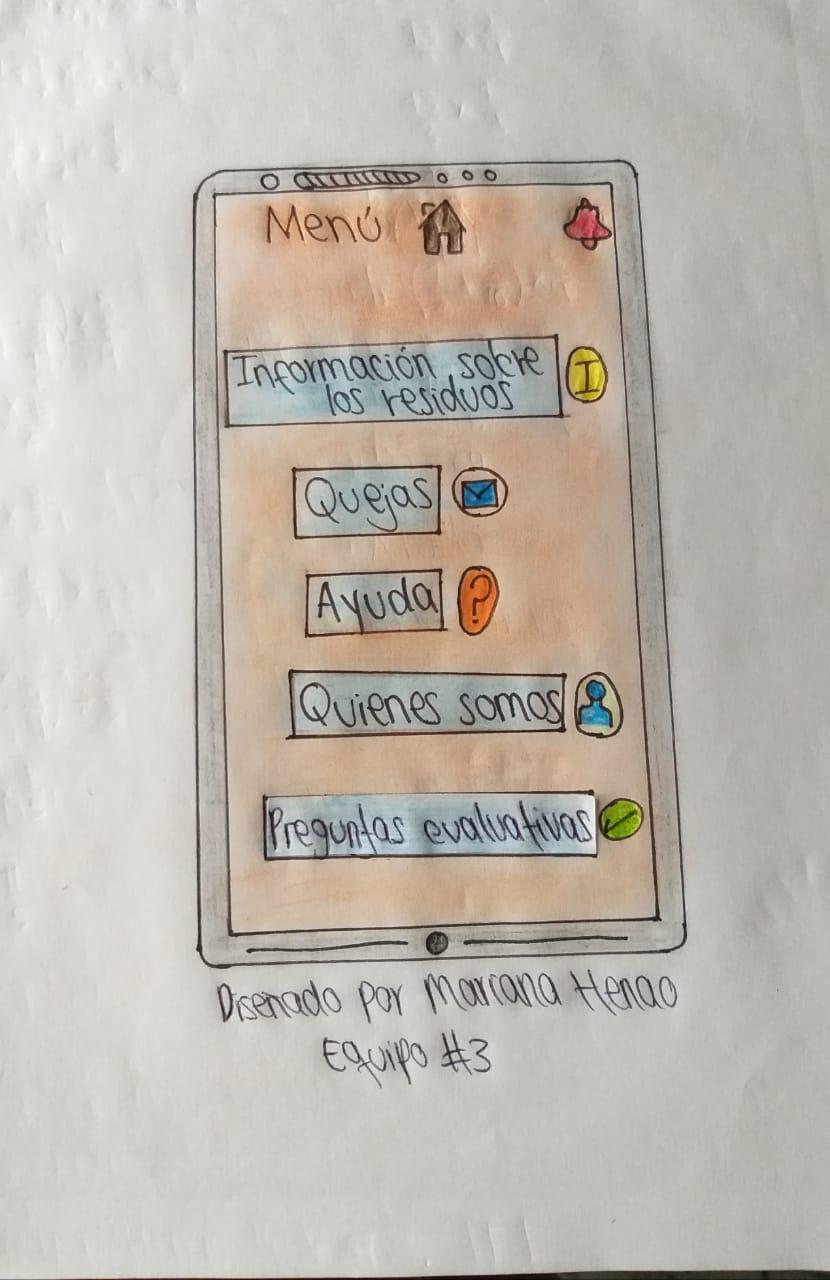 Menú
Información sobre
los residuos
I
Quejas
Ayuda
?
Quienes somos
Preguntas evaluativas
Disenado por Mariana Henao
Equipo #3